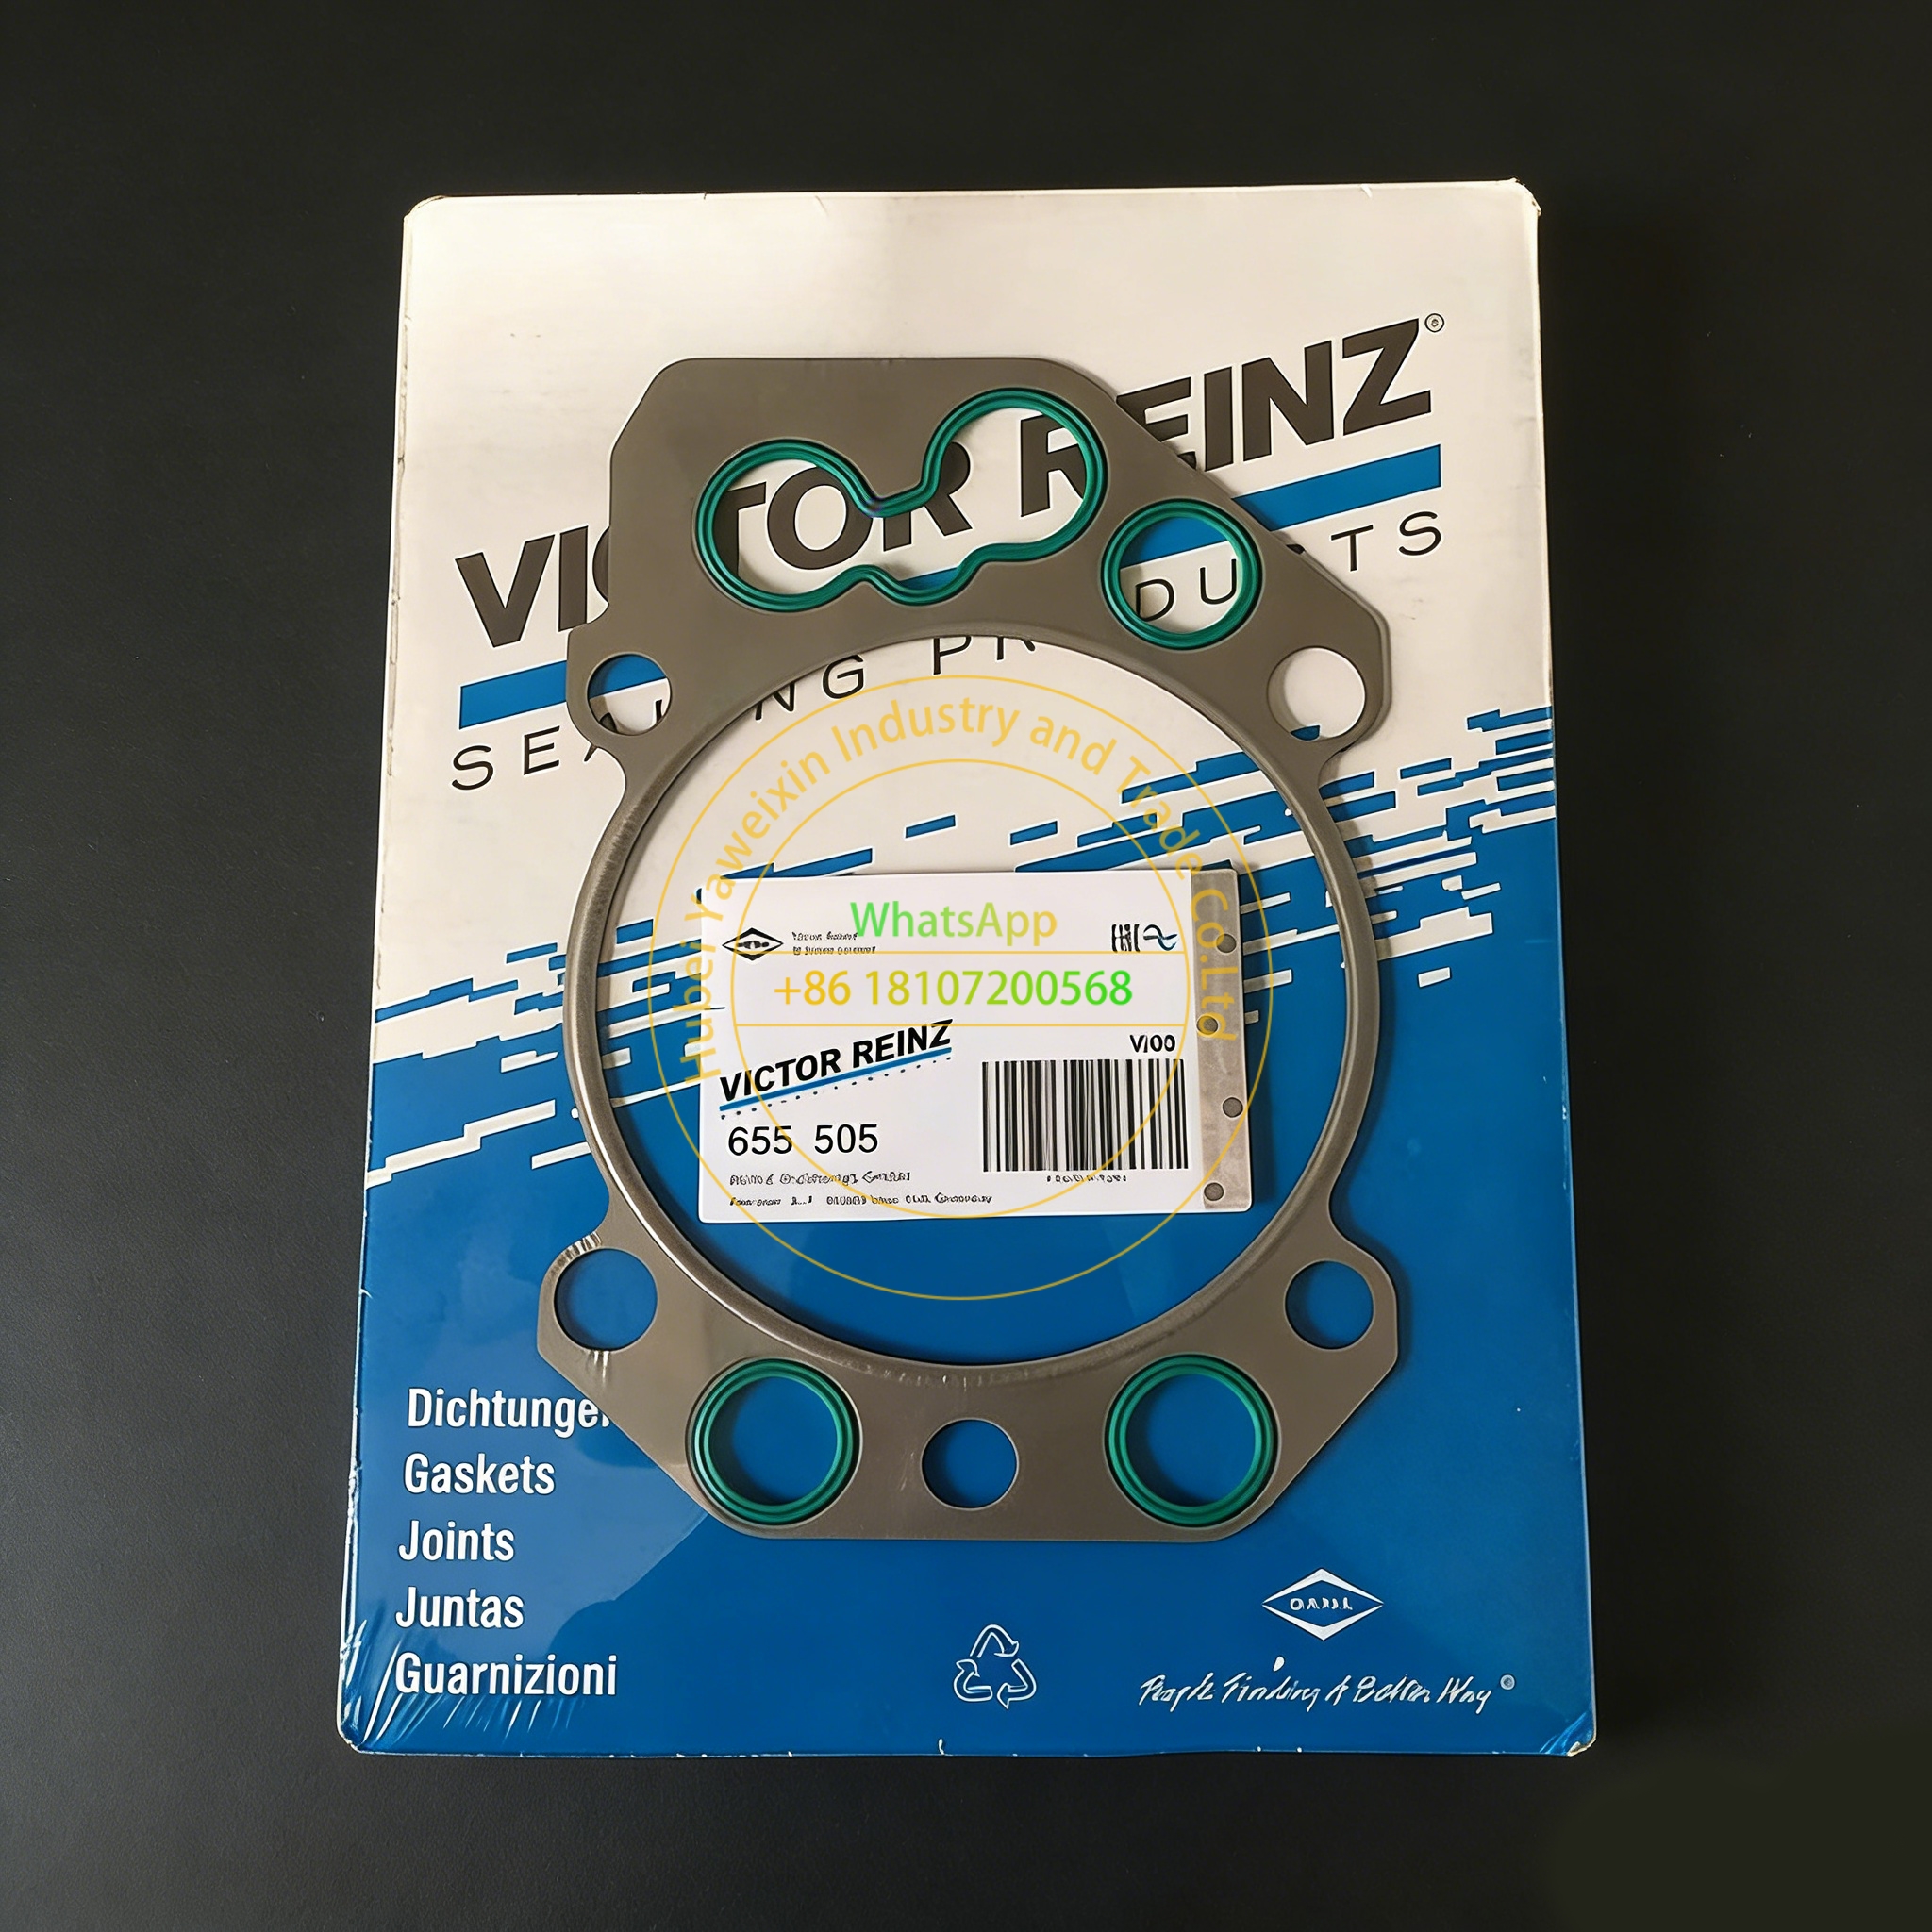 VICTOR REINZ®
SEALING PRODUCTS
Hubei Yaweixin Industry and Trade Co.Ltd
WhatsApp
+86 18107200568
VICTOR REINZ
V/00
655 505
Dichtungen
Gaskets
Joints
Juntas
Guarnizioni
People Finding A Better Way®